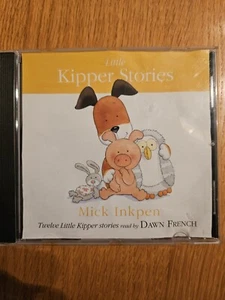 Little
Kipper Stories
Mick Inkpen
Twelve Little Kipper stories read by DAWN FRENCH